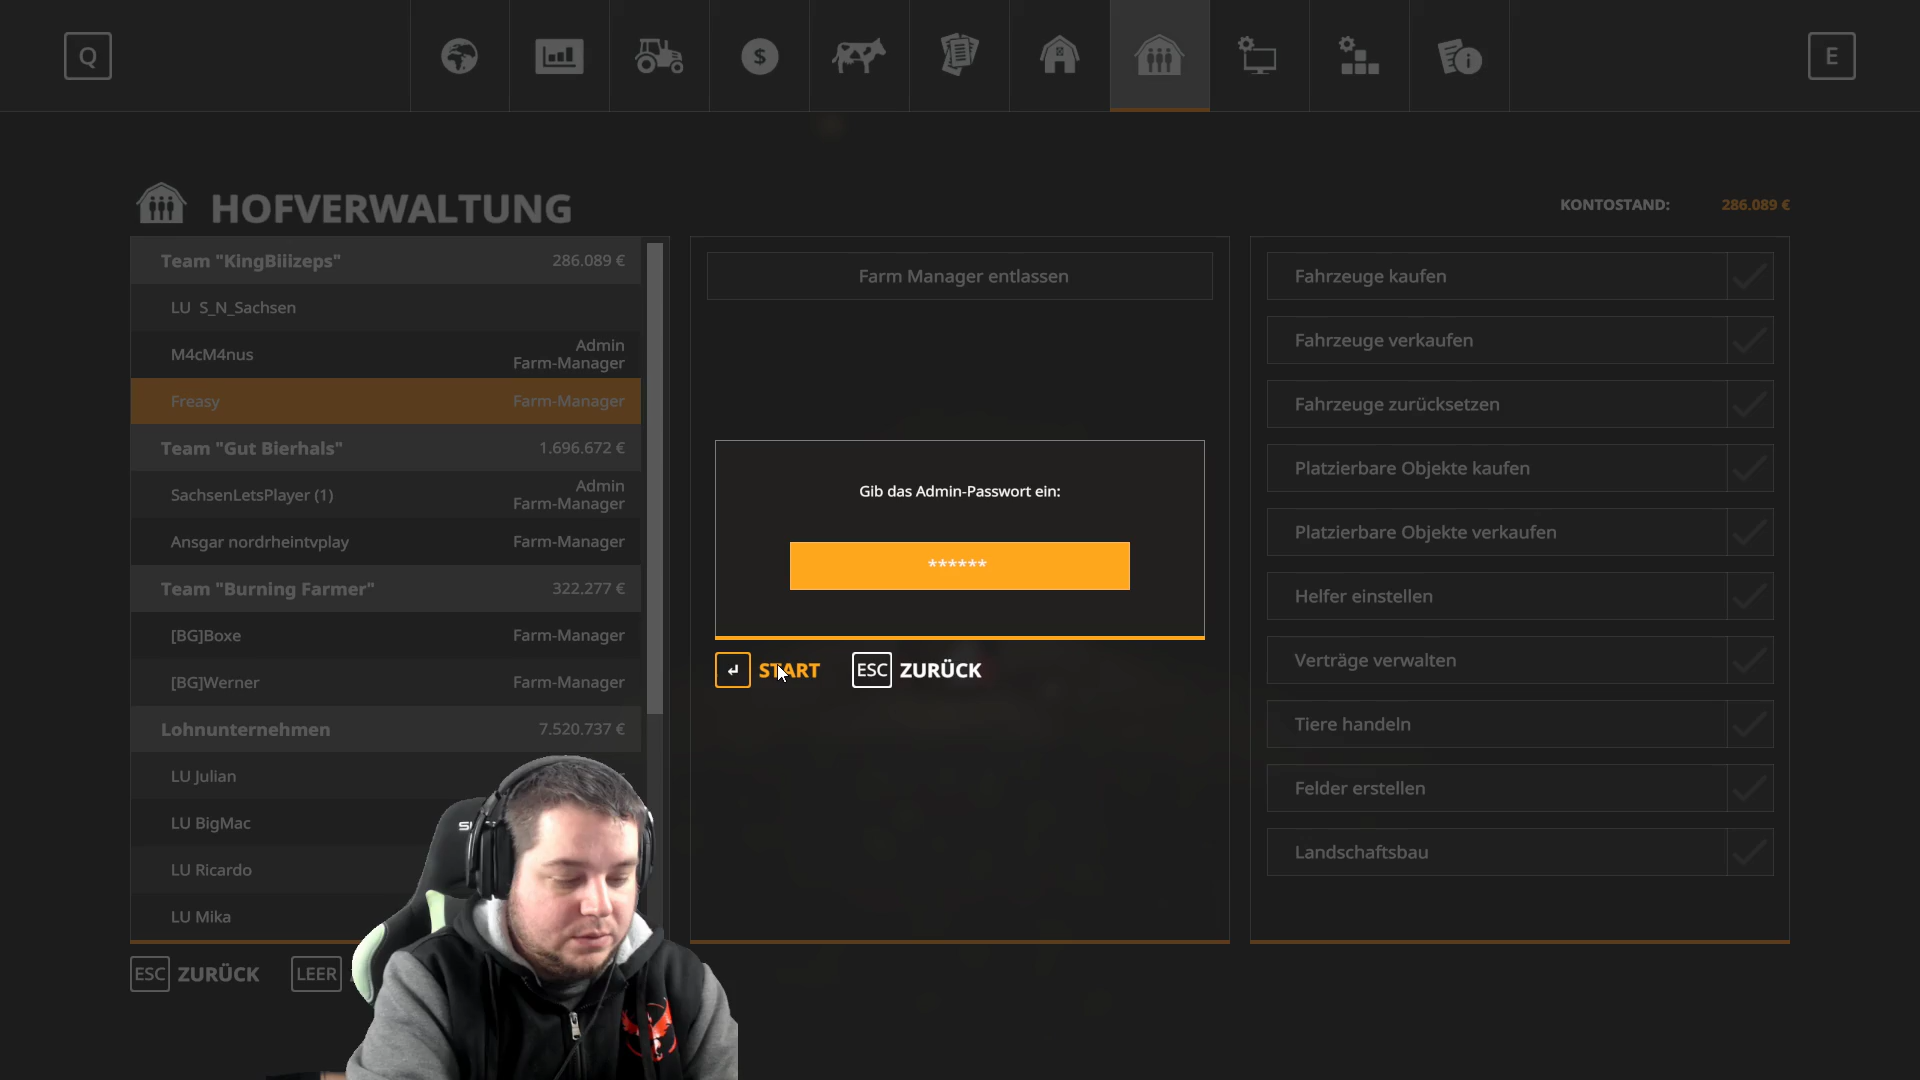 Q
E
HOFVERWALTUNG
KONTOSTAND: 286.089 €
Team "KingBiiizeps" 286.089 €
LU S_N_Sachsen
M4cM4nus Admin
Farm-Manager
Freasy Farm-Manager
Team "Gut Bierhals" 1.696.672 €
SachsenLetsPlayer (1) Admin
Farm-Manager
Ansgar nordrheintvplay Farm-Manager
Team "Burning Farmer" 322.277 €
[BG]Boxe Farm-Manager
[BG]Werner Farm-Manager
Lohnunternehmen 7.520.737 €
LU Julian
LU BigMac
LU Ricardo
LU Mika
Farm Manager entlassen
Gib das Admin-Passwort ein:
******
START
ESC ZURÜCK
Fahrzeuge kaufen
Fahrzeuge verkaufen
Fahrzeuge zurücksetzen
Platzierbare Objekte kaufen
Platzierbare Objekte verkaufen
Helfer einstellen
Verträge verwalten
Tiere handeln
Felder erstellen
Landschaftsbau
ESC ZURÜCK LEER